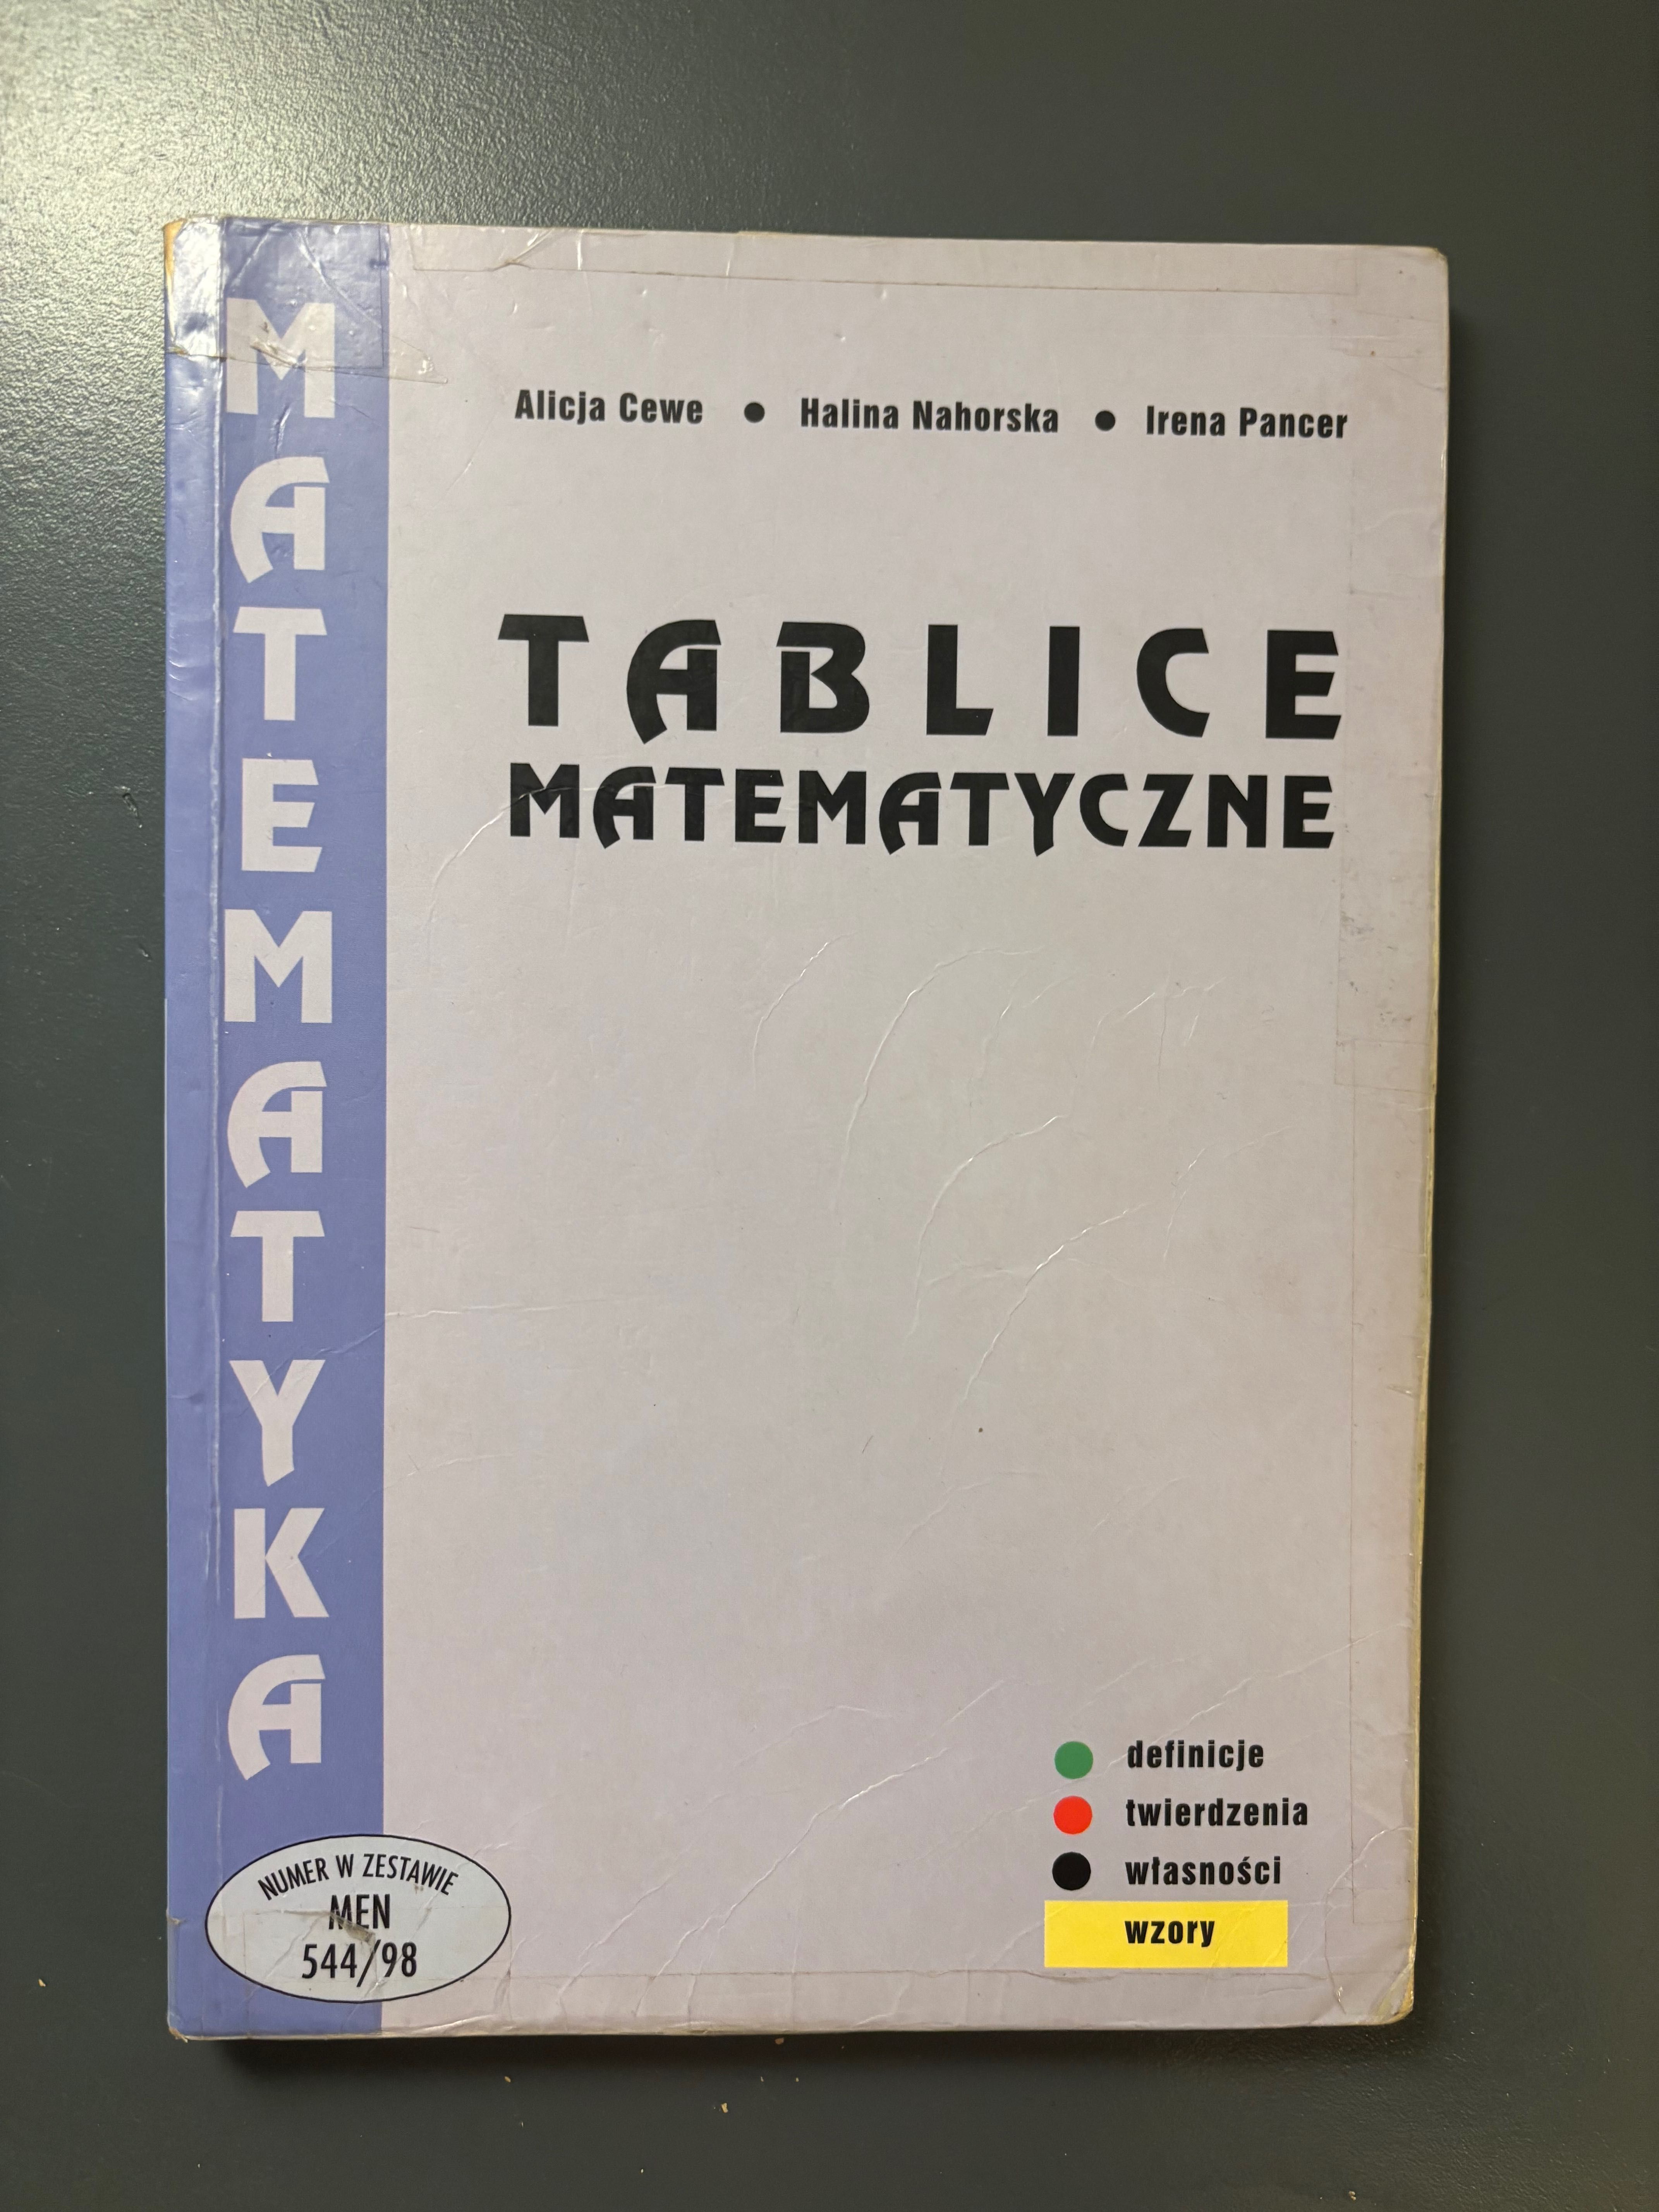 MATEMATYKA
Alicja Cewe ● Halina Nahorska ● Irena Pancer
TABLICE
MATEMATYCZNE
definicje
twierdzenia
własności
wzory
NUMER W ZESTAWIE
MEN
544/98